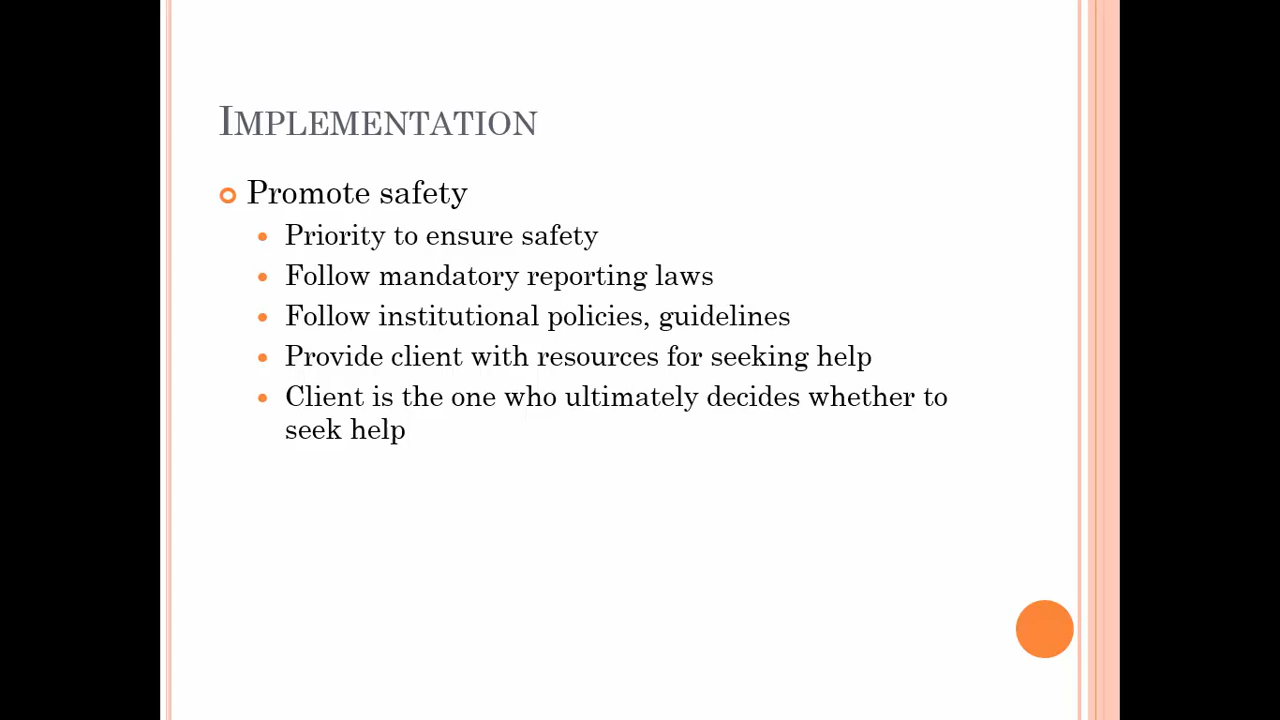 Implementation
Promote safety
Priority to ensure safety
Follow mandatory reporting laws
Follow institutional policies, guidelines
Provide client with resources for seeking help
Client is the one who ultimately decides whether to
seek help